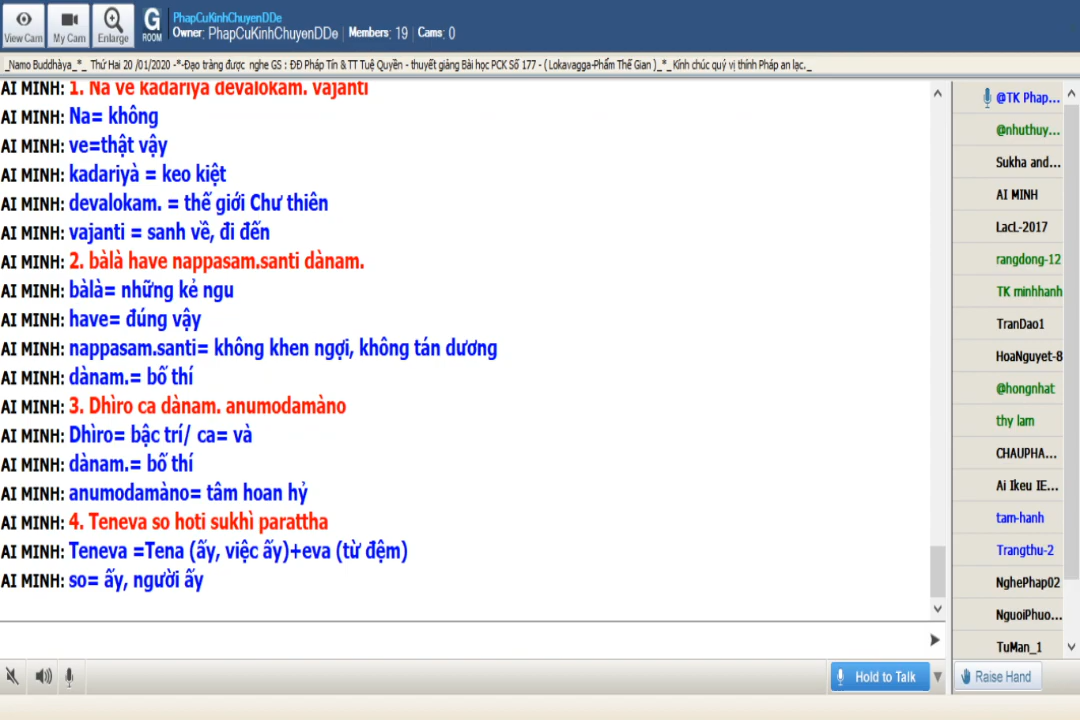 PhapCuKinhChuyenDDe
Owner: PhapCuKinhChuyenDDe | Members: 19 | Cams: 0
View Cam
My Cam
Enlarge
G ROOM
_Namo Buddhàya_*_ Thứ Hai 20 /01/2020 -*-Đạo tràng được nghe GS : ĐĐ Pháp Tín & TT Tuệ Quyền - thuyết giảng Bài học PCK Số 177 - ( Lokavagga-Phẩm Thế Gian )_*_Kính chúc quý vị thính Pháp an lạc._
AI MINH: 1. Na ve kadariyà devalokam. vajanti
AI MINH: Na= không
AI MINH: ve=thật vậy
AI MINH: kadariyà = keo kiệt
AI MINH: devalokam. = thế giới Chư thiên
AI MINH: vajanti = sanh về, đi đến
AI MINH: 2. bàlà have nappasam.santi dànam.
AI MINH: bàlà= những kẻ ngu
AI MINH: have= đúng vậy
AI MINH: nappasam.santi= không khen ngợi, không tán dương
AI MINH: dànam.= bố thí
AI MINH: 3. Dhìro ca dànam. anumodamàno
AI MINH: Dhìro= bậc trí/ ca= và
AI MINH: dànam.= bố thí
AI MINH: anumodamàno= tâm hoan hỷ
AI MINH: 4. Teneva so hoti sukhì parattha
AI MINH: Teneva =Tena (ấy, việc ấy)+eva (từ đệm)
AI MINH: so= ấy, người ấy
@TK Phap...
@nhuthuy...
Sukha and...
AI MINH
LacL-2017
rangdong-12
TK minhhanh
TranDao1
HoaNguyet-8
@hongnhat
thy lam
CHAUPHA...
Ai Ikeu IE...
tam-hanh
Trangthu-2
NghePhap02
NguoiPhuo...
TuMan_1
Hold to Talk
Raise Hand